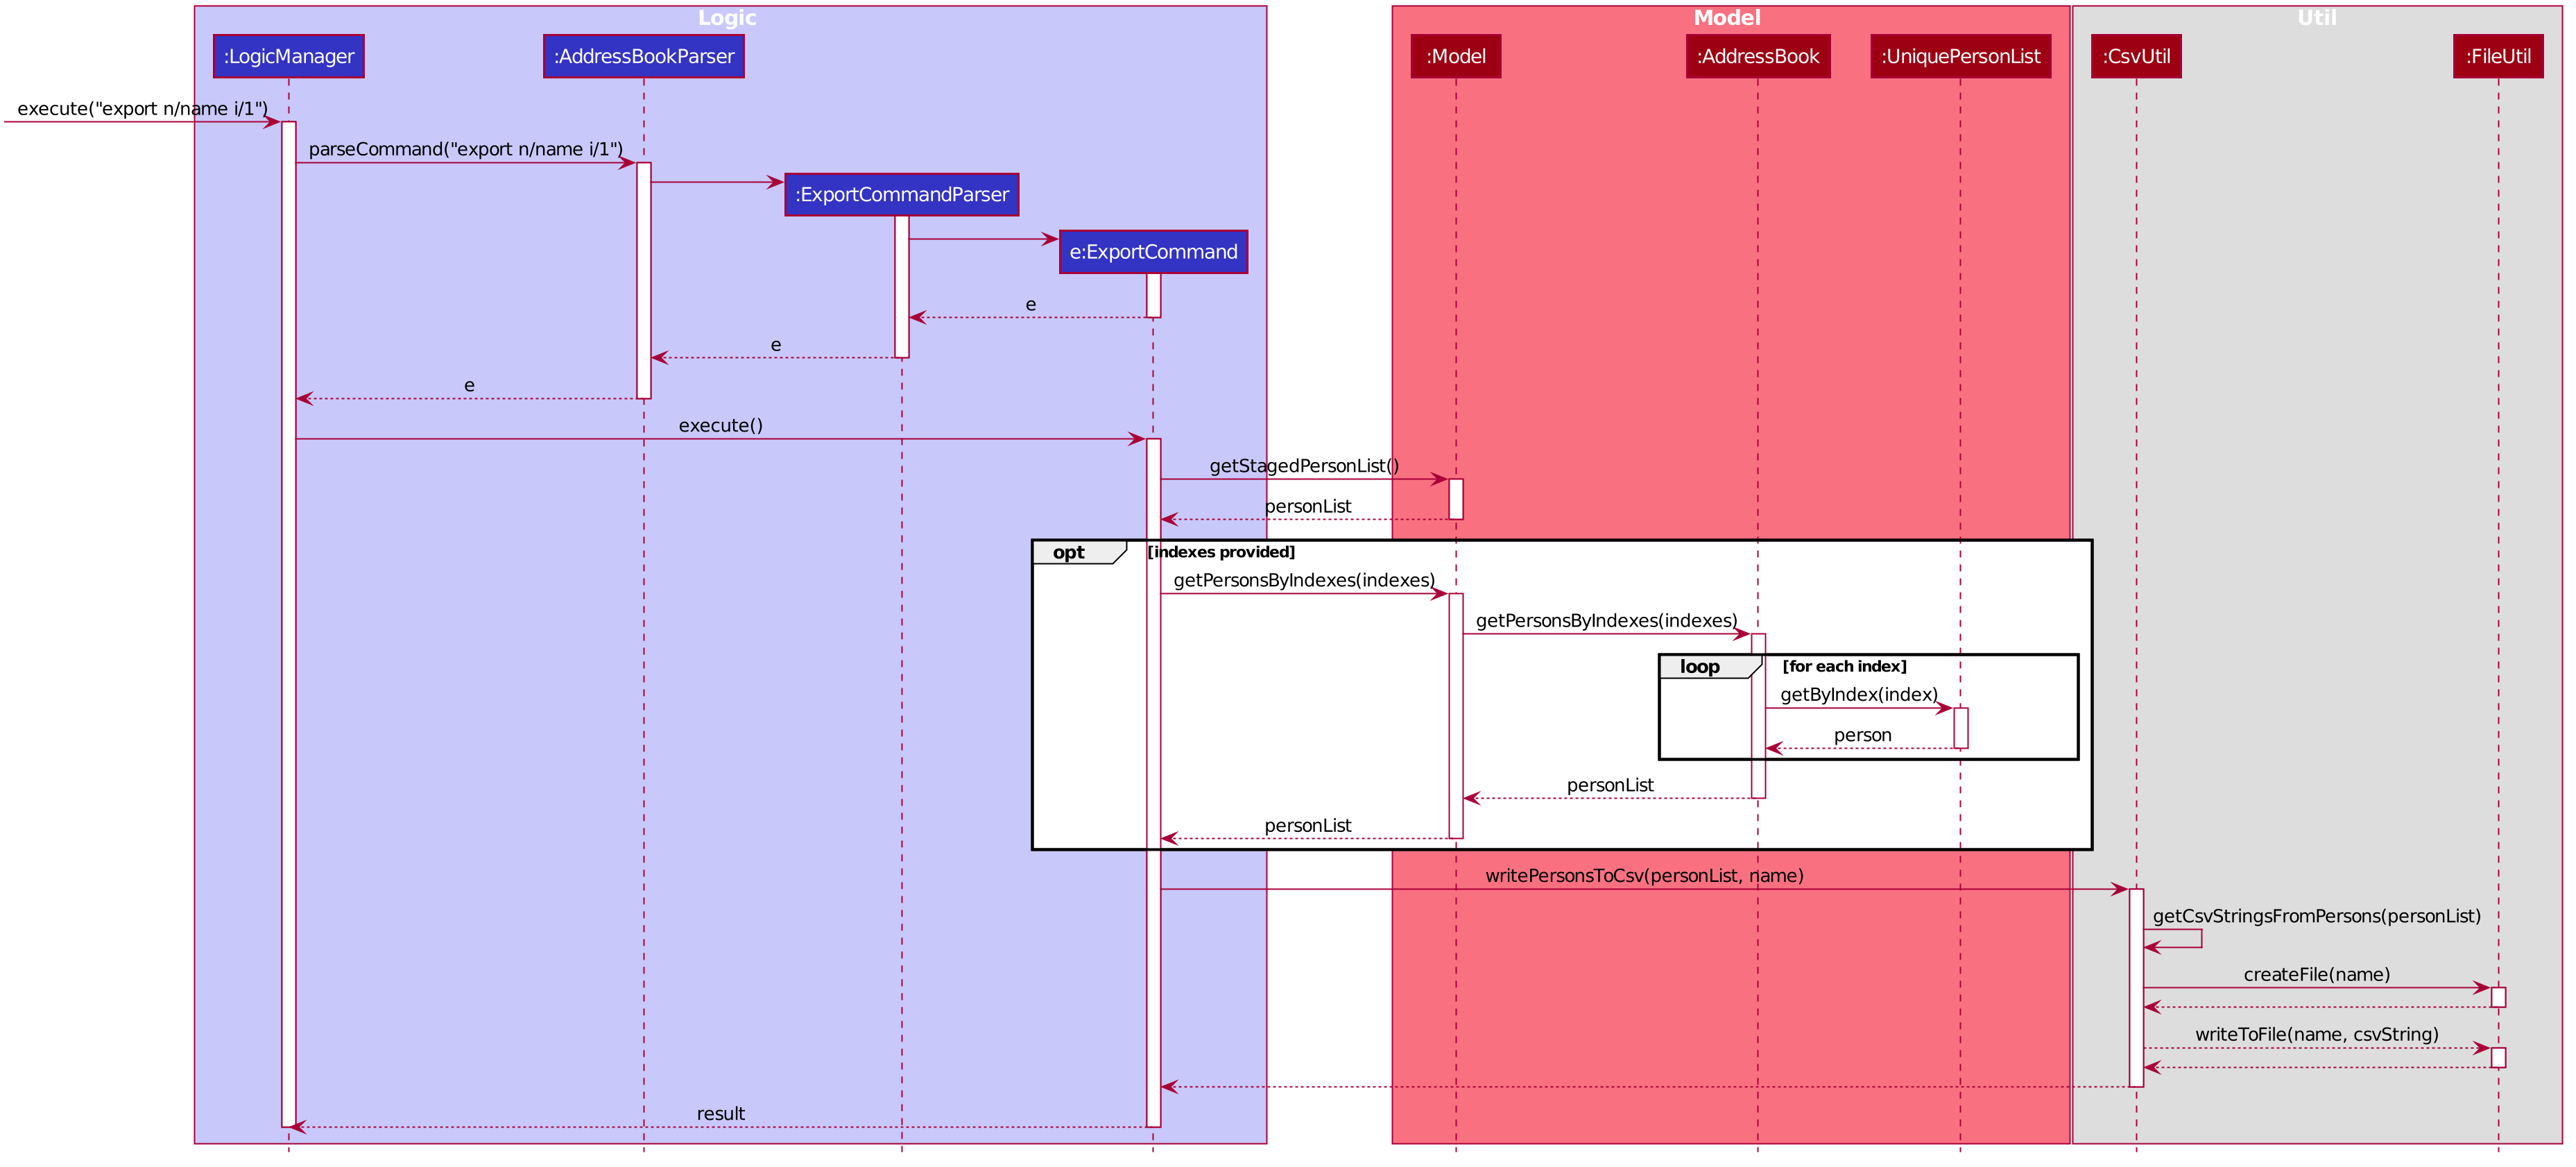 Logic
Model
Util
:LogicManager
:AddressBookParser
:Model
:AddressBook
:UniquePersonList
:CsvUtil
:FileUtil
execute("export n/name i/1")
parseCommand("export n/name i/1")
:ExportCommandParser
e:ExportCommand
e
e
e
execute()
getStagedPersonList()
personList
opt
[indexes provided]
getPersonsByIndexes(indexes)
getPersonsByIndexes(indexes)
loop
[for each index]
getByIndex(index)
person
personList
personList
writePersonsToCsv(personList, name)
getCsvStringsFromPersons(personList)
createFile(name)
writeToFile(name, csvString)
result